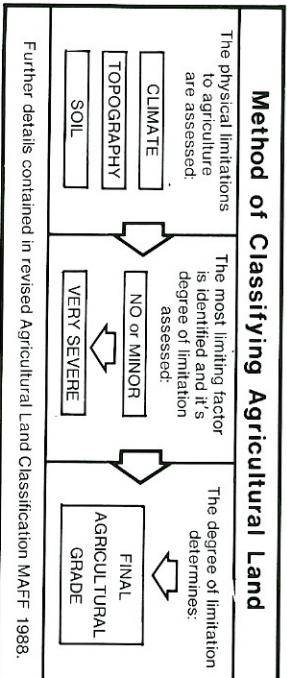 Method of Classifying Agricultural Land
The physical limitations
to agriculture
are assessed:
CLIMATE
TOPOGRAPHY
SOIL
The most limiting factor
is identified and it's
degree of limitation
assessed:
NO or MINOR
VERY SEVERE
The degree of limitation
determines:
FINAL
AGRICULTURAL
GRADE
Further details contained in revised Agricultural Land Classification MAFF 1988.